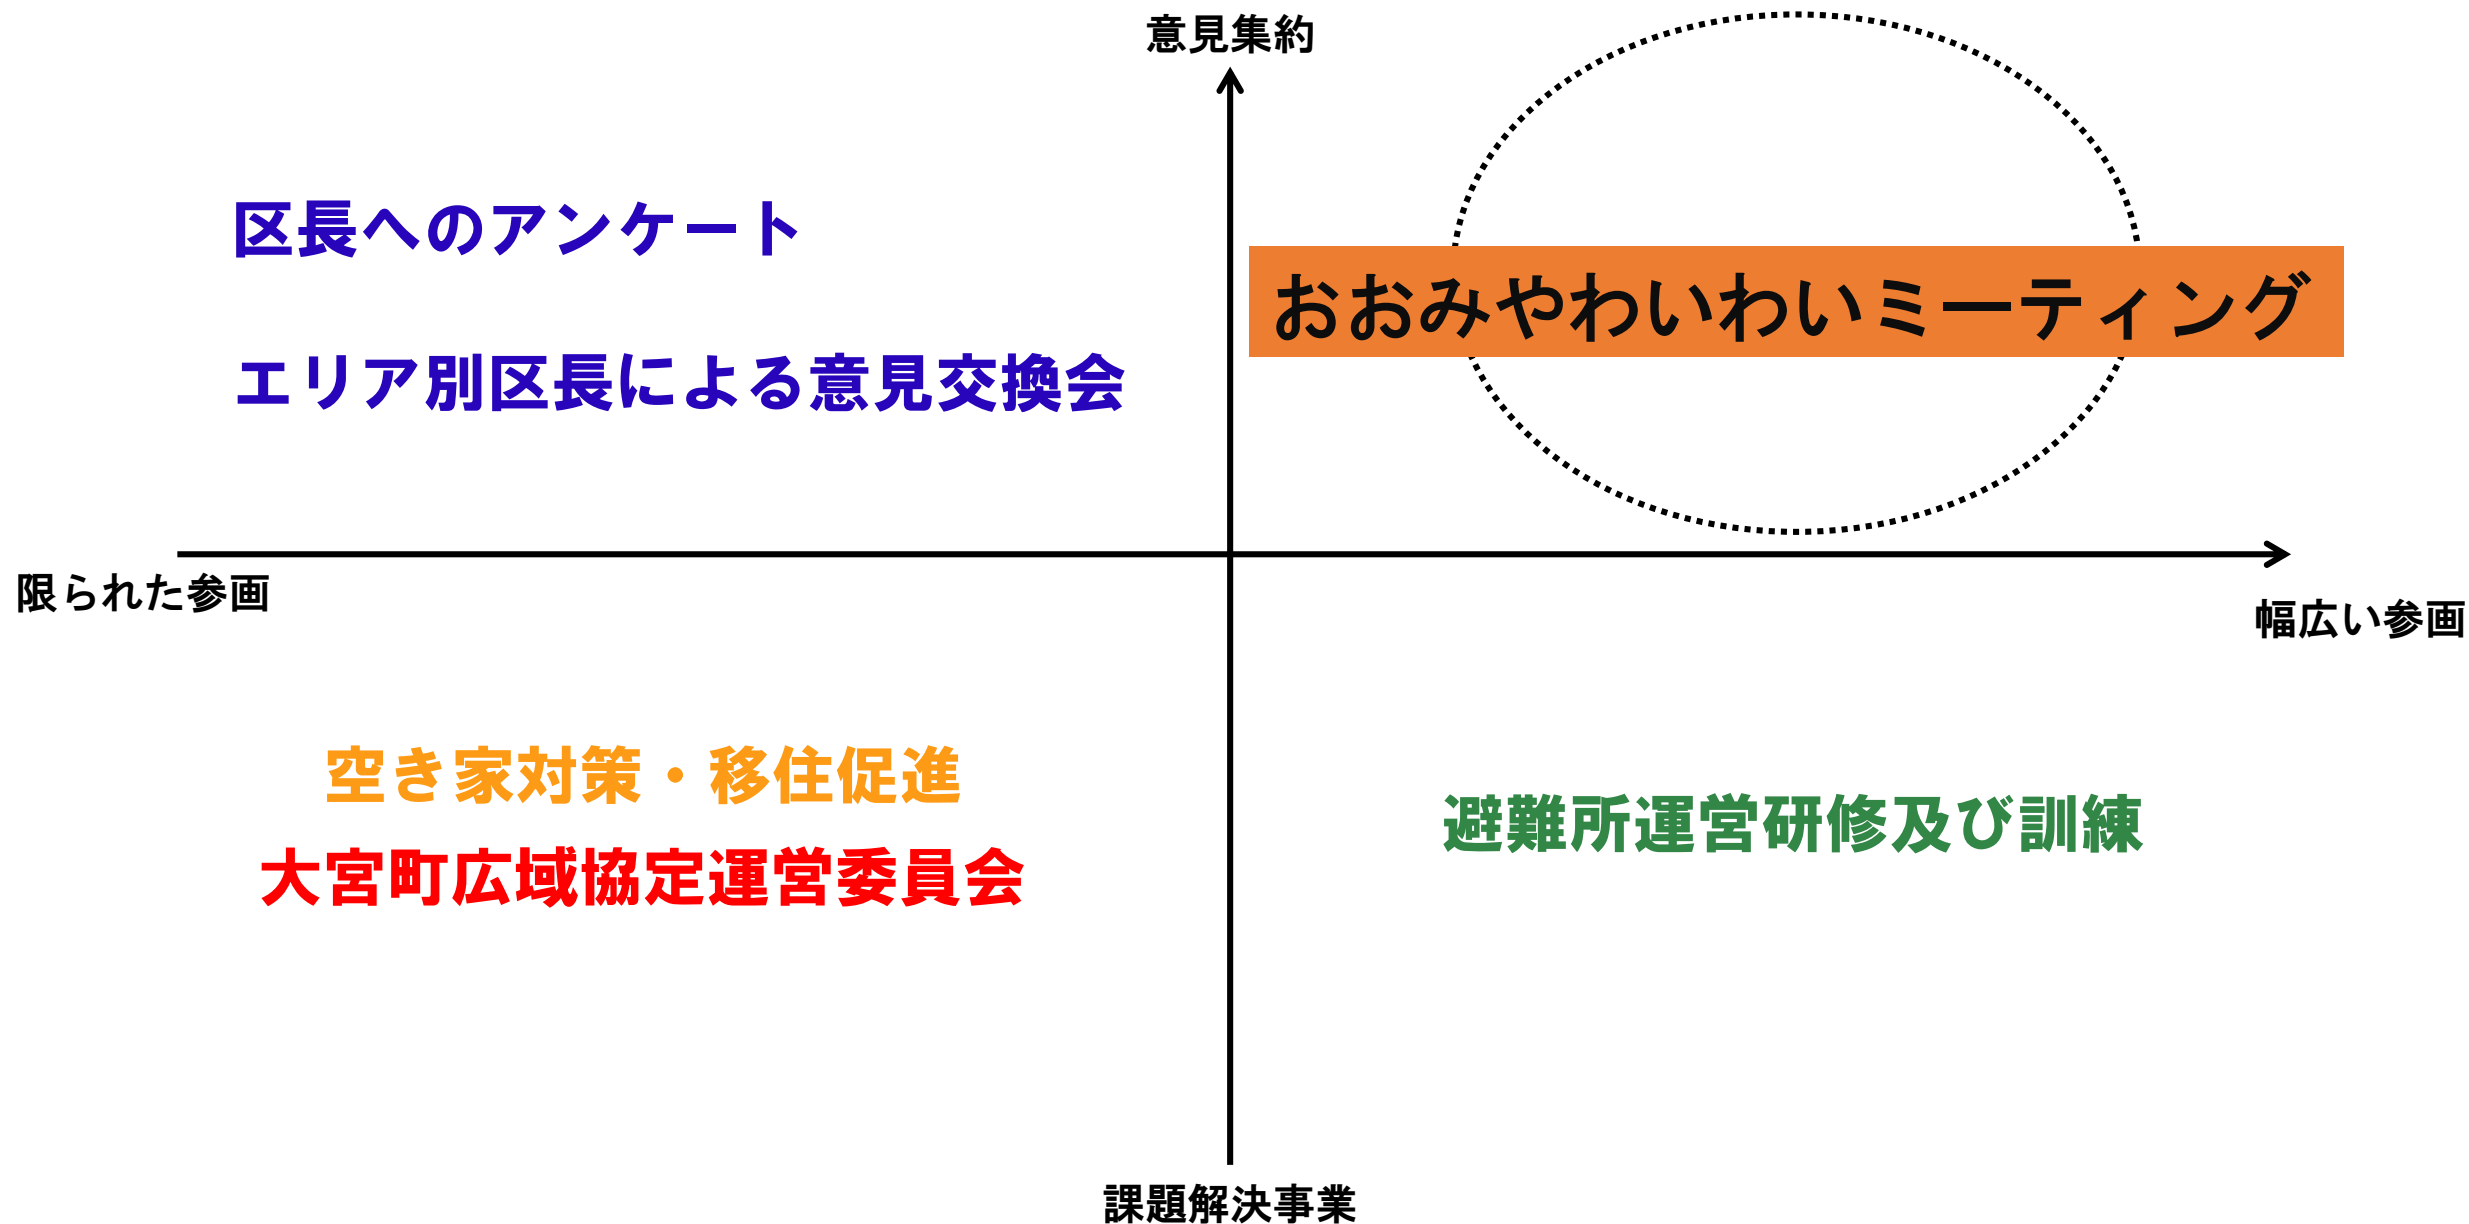 意見集約
区長へのアンケート
おおみやわいわいミーティング
エリア別区長による意見交換会
限られた参画
幅広い参画
空き家対策・移住促進
避難所運営研修及び訓練
大宮町広域協定運営委員会
課題解決事業